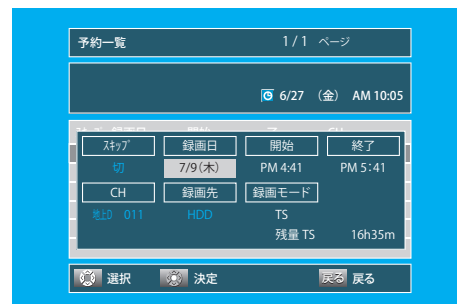 予約一覧 1/1 ページ
6/27 (金) AM 10:05
スキップ 録画日 開始 終了
切 7/9(木) PM 4:41 PM 5:41
CH 録画先 録画モード
地上D 011 HDD TS
残量 TS 16h35m
選択 決定 戻る 戻る